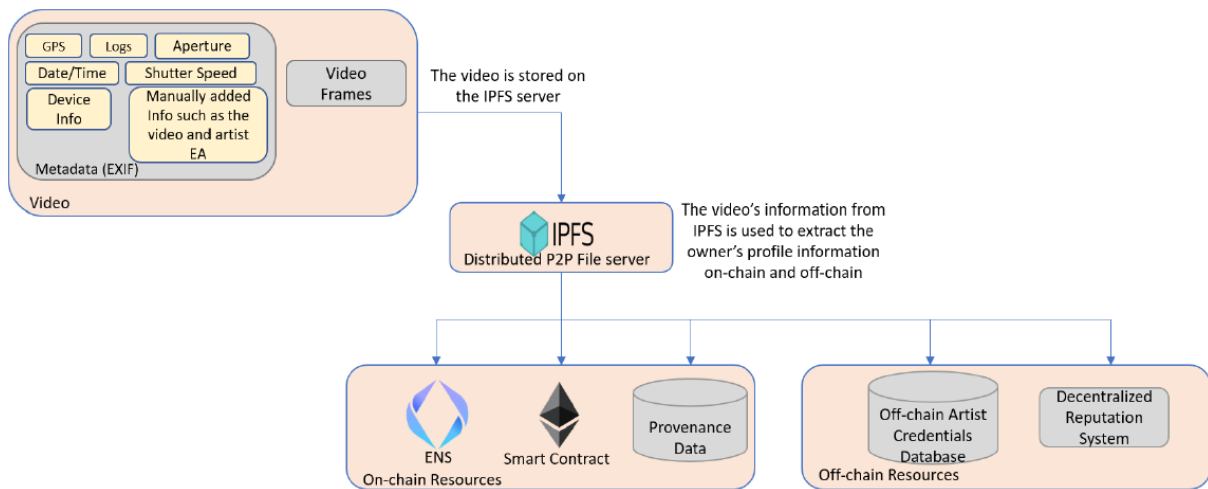 GPS
Logs
Aperture
Date/Time
Shutter Speed
Device
Info
Manually added
Info such as the
video and artist
EA
Metadata (EXIF)
Video
Frames
Video
The video is stored on
the IPFS server
IPFS
Distributed P2P File server
The video's information from
IPFS is used to extract the
owner's profile information
on-chain and off-chain
ENS
Smart Contract
Provenance
Data
On-chain Resources
Off-chain Artist
Credentials
Database
Decentralized
Reputation
System
Off-chain Resources